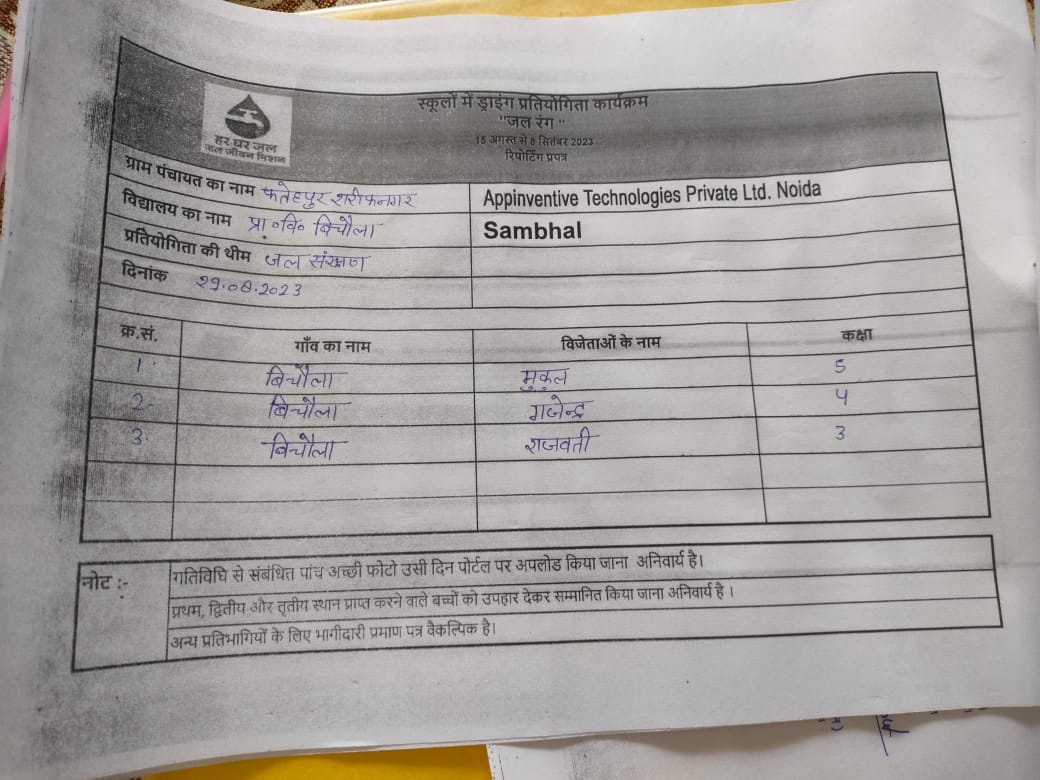 हर घर जल
जल जीवन मिशन
स्कूलों में ड्राइंग प्रतियोगिता कार्यक्रम
"जल रंग "
15 अगस्त से 8 सितंबर 2023
रिपोर्टिंग प्रपत्र
ग्राम पंचायत का नाम फतेहपुर शरीफनगर Appinventive Technologies Private Ltd. Noida
विद्यालय का नाम प्रा॰वि॰ बिचौला Sambhal
प्रतियोगिता की थीम जल संरक्षण
दिनांक 29.08.2023
क्र.सं. गाँव का नाम विजेताओं के नाम कक्षा
1. बिचौला मुकुल 5
2. बिचौला गजेन्द्र 4
3. बिचौला राजवती 3
नोट :- गतिविधि से संबंधित पांच अच्छी फोटो उसी दिन पोर्टल पर अपलोड किया जाना अनिवार्य है।
प्रथम, द्वितीय और तृतीय स्थान प्राप्त करने वाले बच्चों को उपहार देकर सम्मानित किया जाना अनिवार्य है ।
अन्य प्रतिभागियों के लिए भागीदारी प्रमाण पत्र वैकल्पिक है।